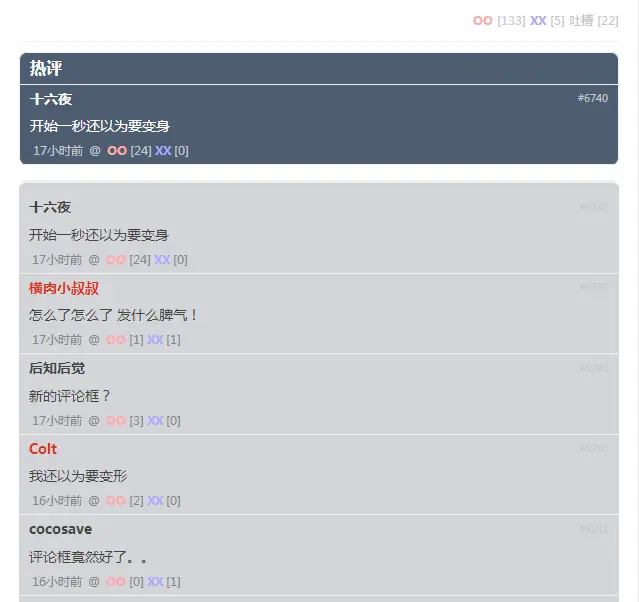 OO [133] XX [5] 吐槽 [22]
热评
十六夜 #6740
开始一秒还以为要变身
17小时前 @ OO [24] XX [0]
十六夜 #6740
开始一秒还以为要变身
17小时前 @ OO [24] XX [0]
横肉小叔叔
怎么了怎么了 发什么脾气！
17小时前 @ OO [1] XX [1]
后知后觉
新的评论框？
17小时前 @ OO [3] XX [0]
Colt
我还以为要变形
16小时前 @ OO [2] XX [0]
cocosave
评论框竟然好了。。
16小时前 @ OO [0] XX [1]